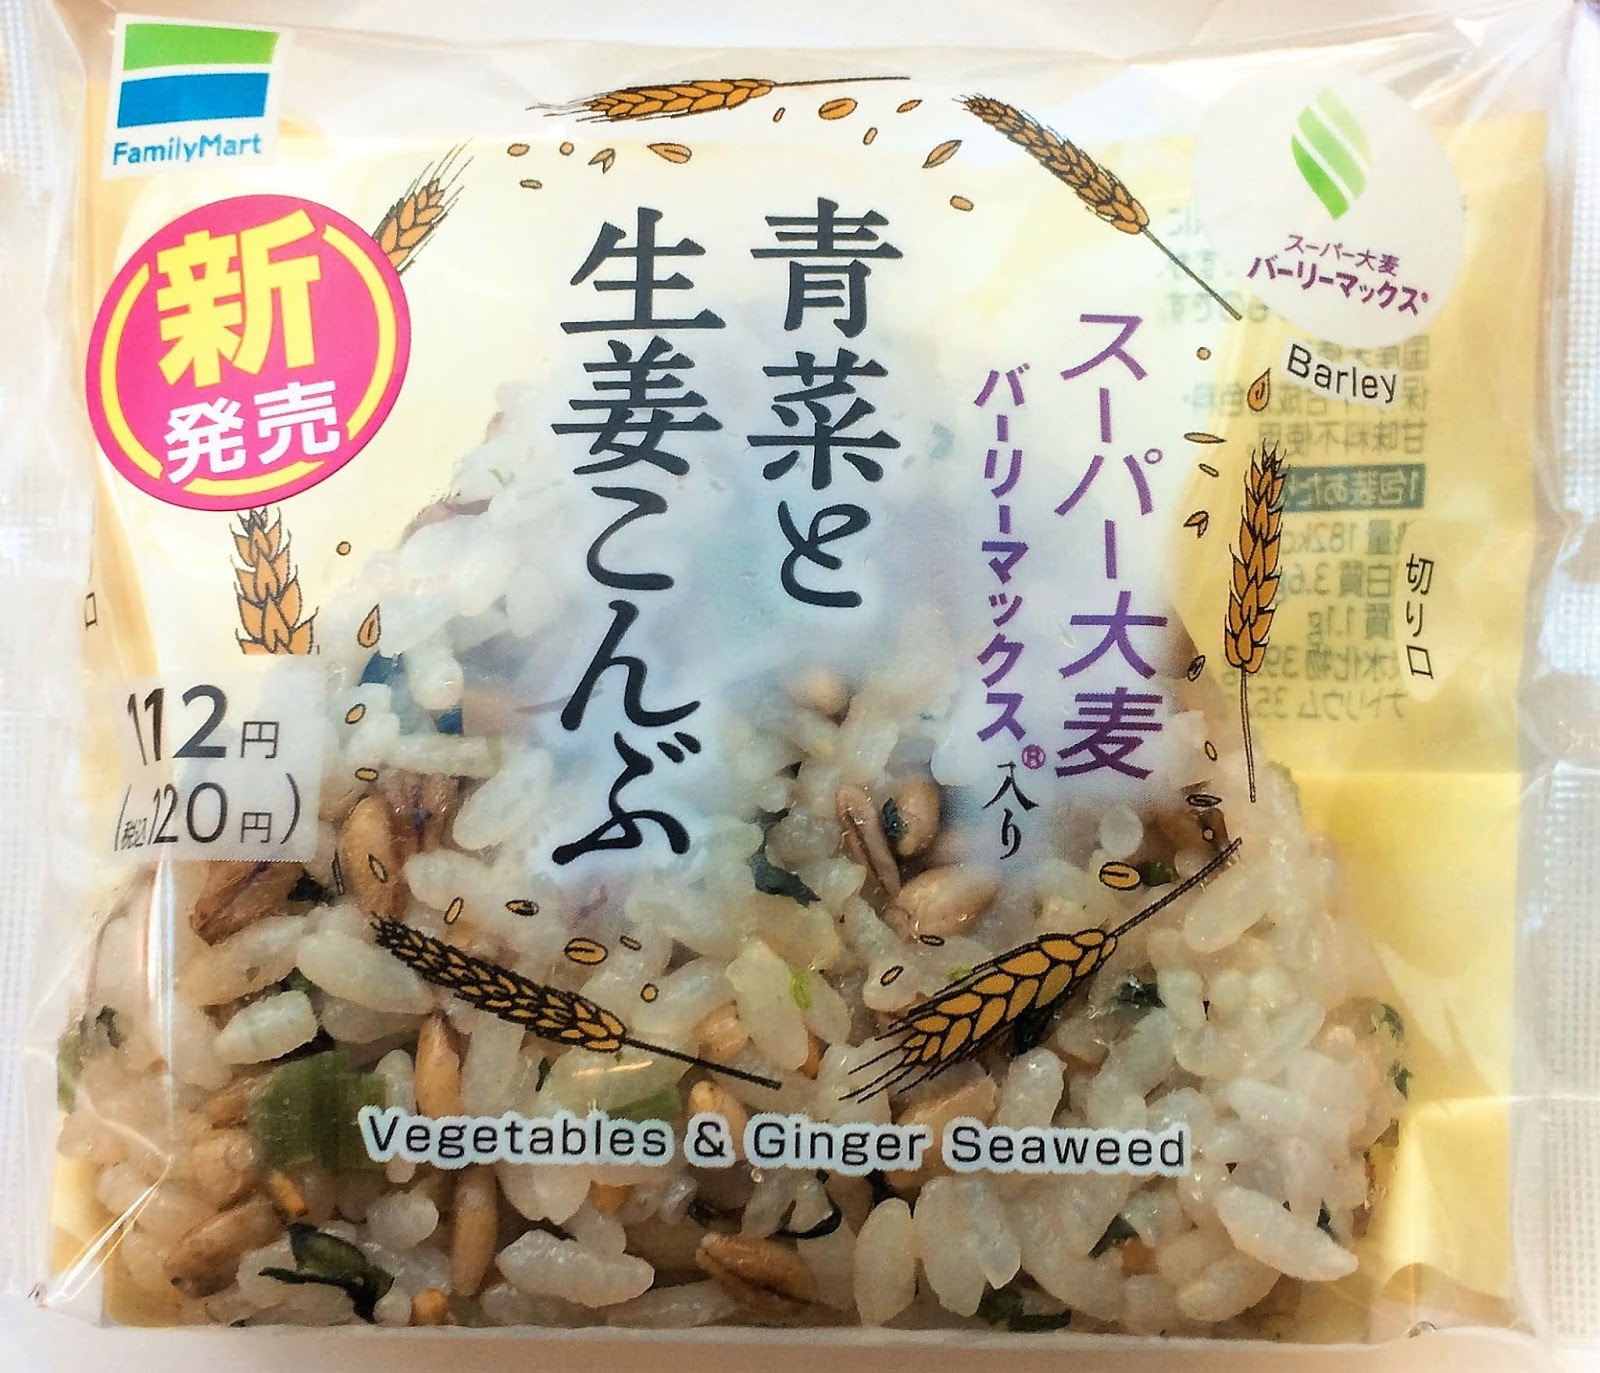 FamilyMart
新
発売
スーパー大麦
バーリーマックス®
Barley
スーパー大麦
バーリーマックス®入り
青菜と
生姜こんぶ
切り口
112円
(税込120円)
Vegetables & Ginger Seaweed